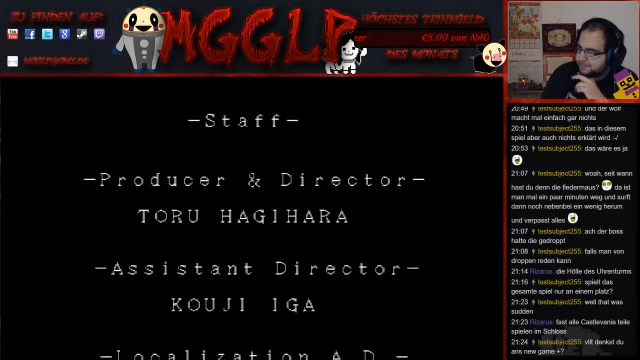 ZU FINDEN AUF:
MGGLP@GMX.DE
MGGLP
HÖCHSTES TRINKGELD
€5.00 von NAO
DES MONATS
—Staff—
—Producer & Director—
TORU HAGIHARA
—Assistant Director—
KOUJI IGA
—Localization A.D.—
20:49 testsubject255: und der wolf
macht mal einfach gar nichts
20:51 testsubject255: das in diesem
spiel aber auch nichts erklärt wird :-/
20:53 testsubject255: das wäre es ja
21:07 testsubject255: woah, seit wann
hast du denn die fledermaus? da ist
man mal ein paar minuten weg und surft
dann noch nebenbei ein wenig herum
und verpasst alles
21:07 testsubject255: ach der boss
hatte die gedroppt
21:08 testsubject255: falls man von
droppen reden kann
21:14 Rizarus: die Hölle des Uhrenturms
21:16 testsubject255: spielt das
gesamte spiel nur an einem platz?
21:23 testsubject255: well that was
sudden
21:23 Rizarus: fast alle Castlevania teile
spielen im Schloss
21:24 testsubject255: vllt denkst du
ans new game +?